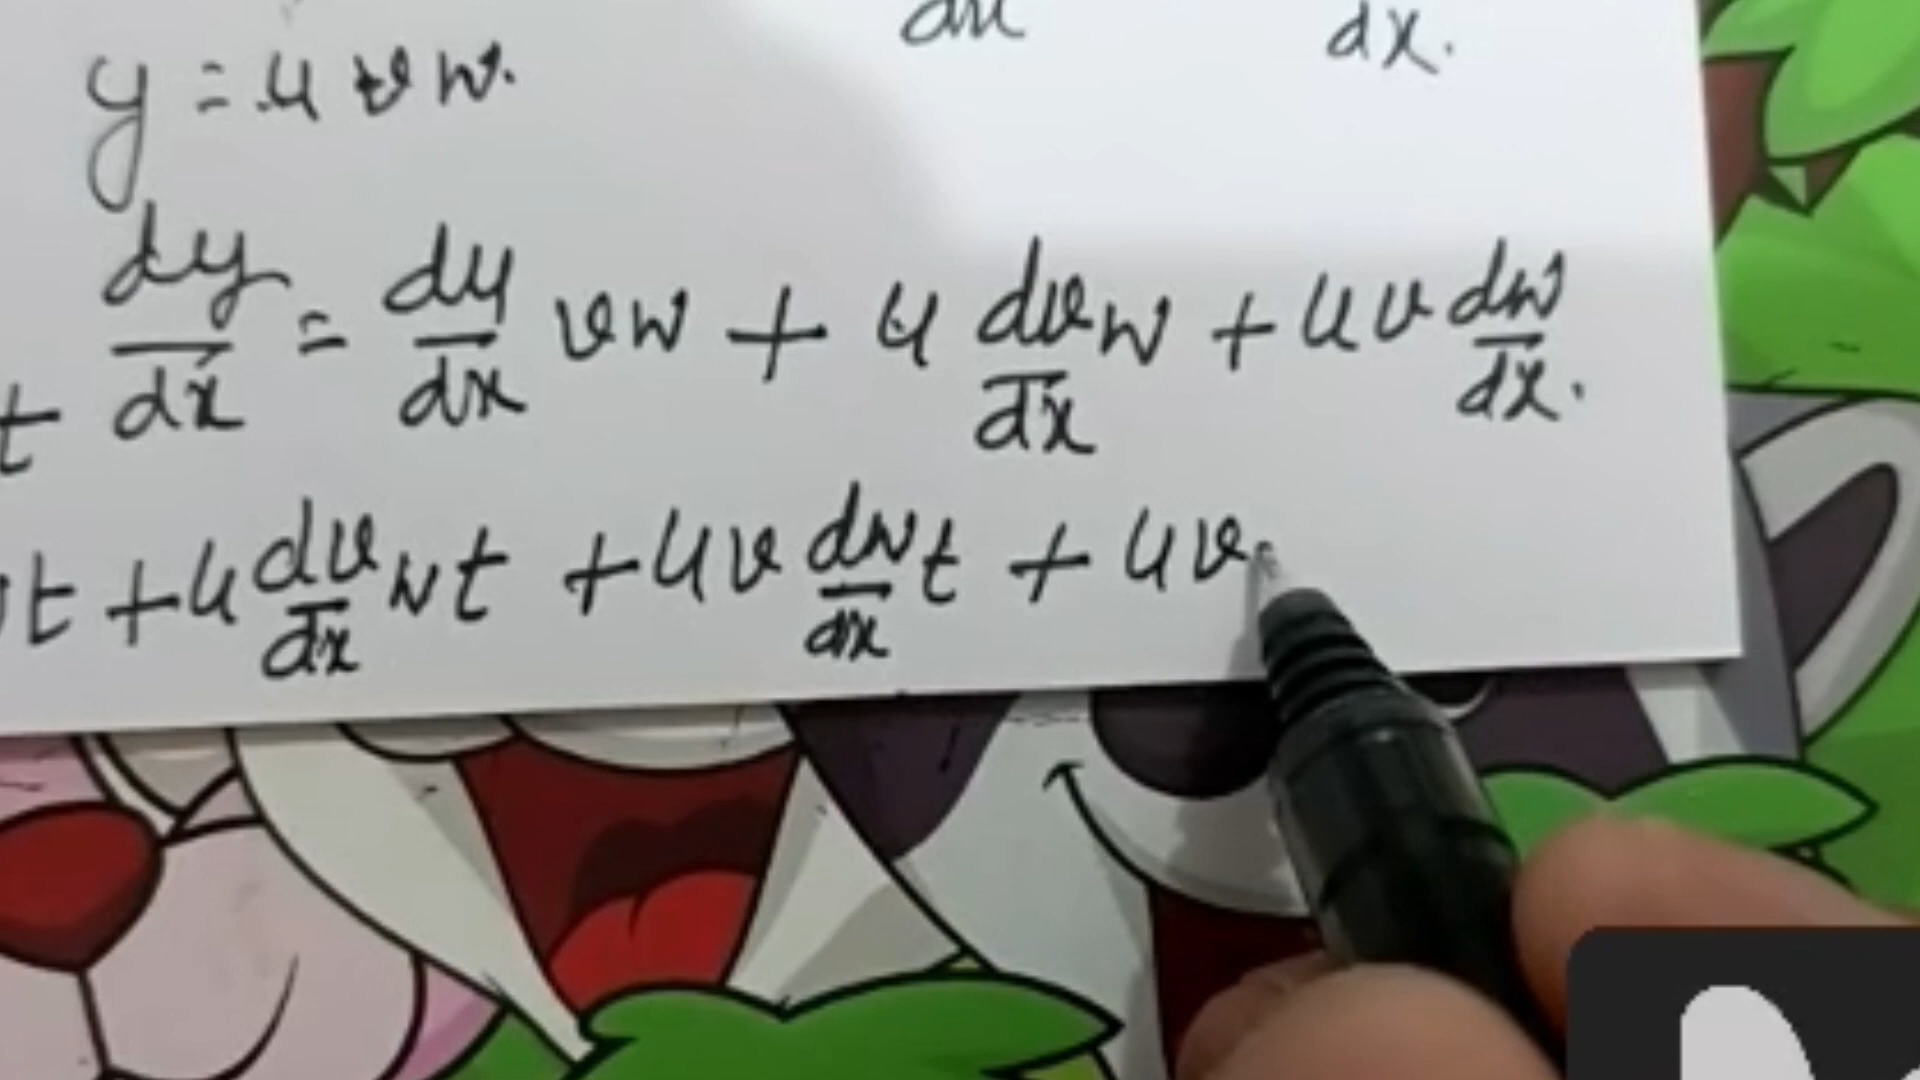 du dx.
y = u v w.
dy/dx = du/dx vw + u dv/dx w + uv dw/dx.
t
t + u dv/dx wt + uv dw/dx t + uv